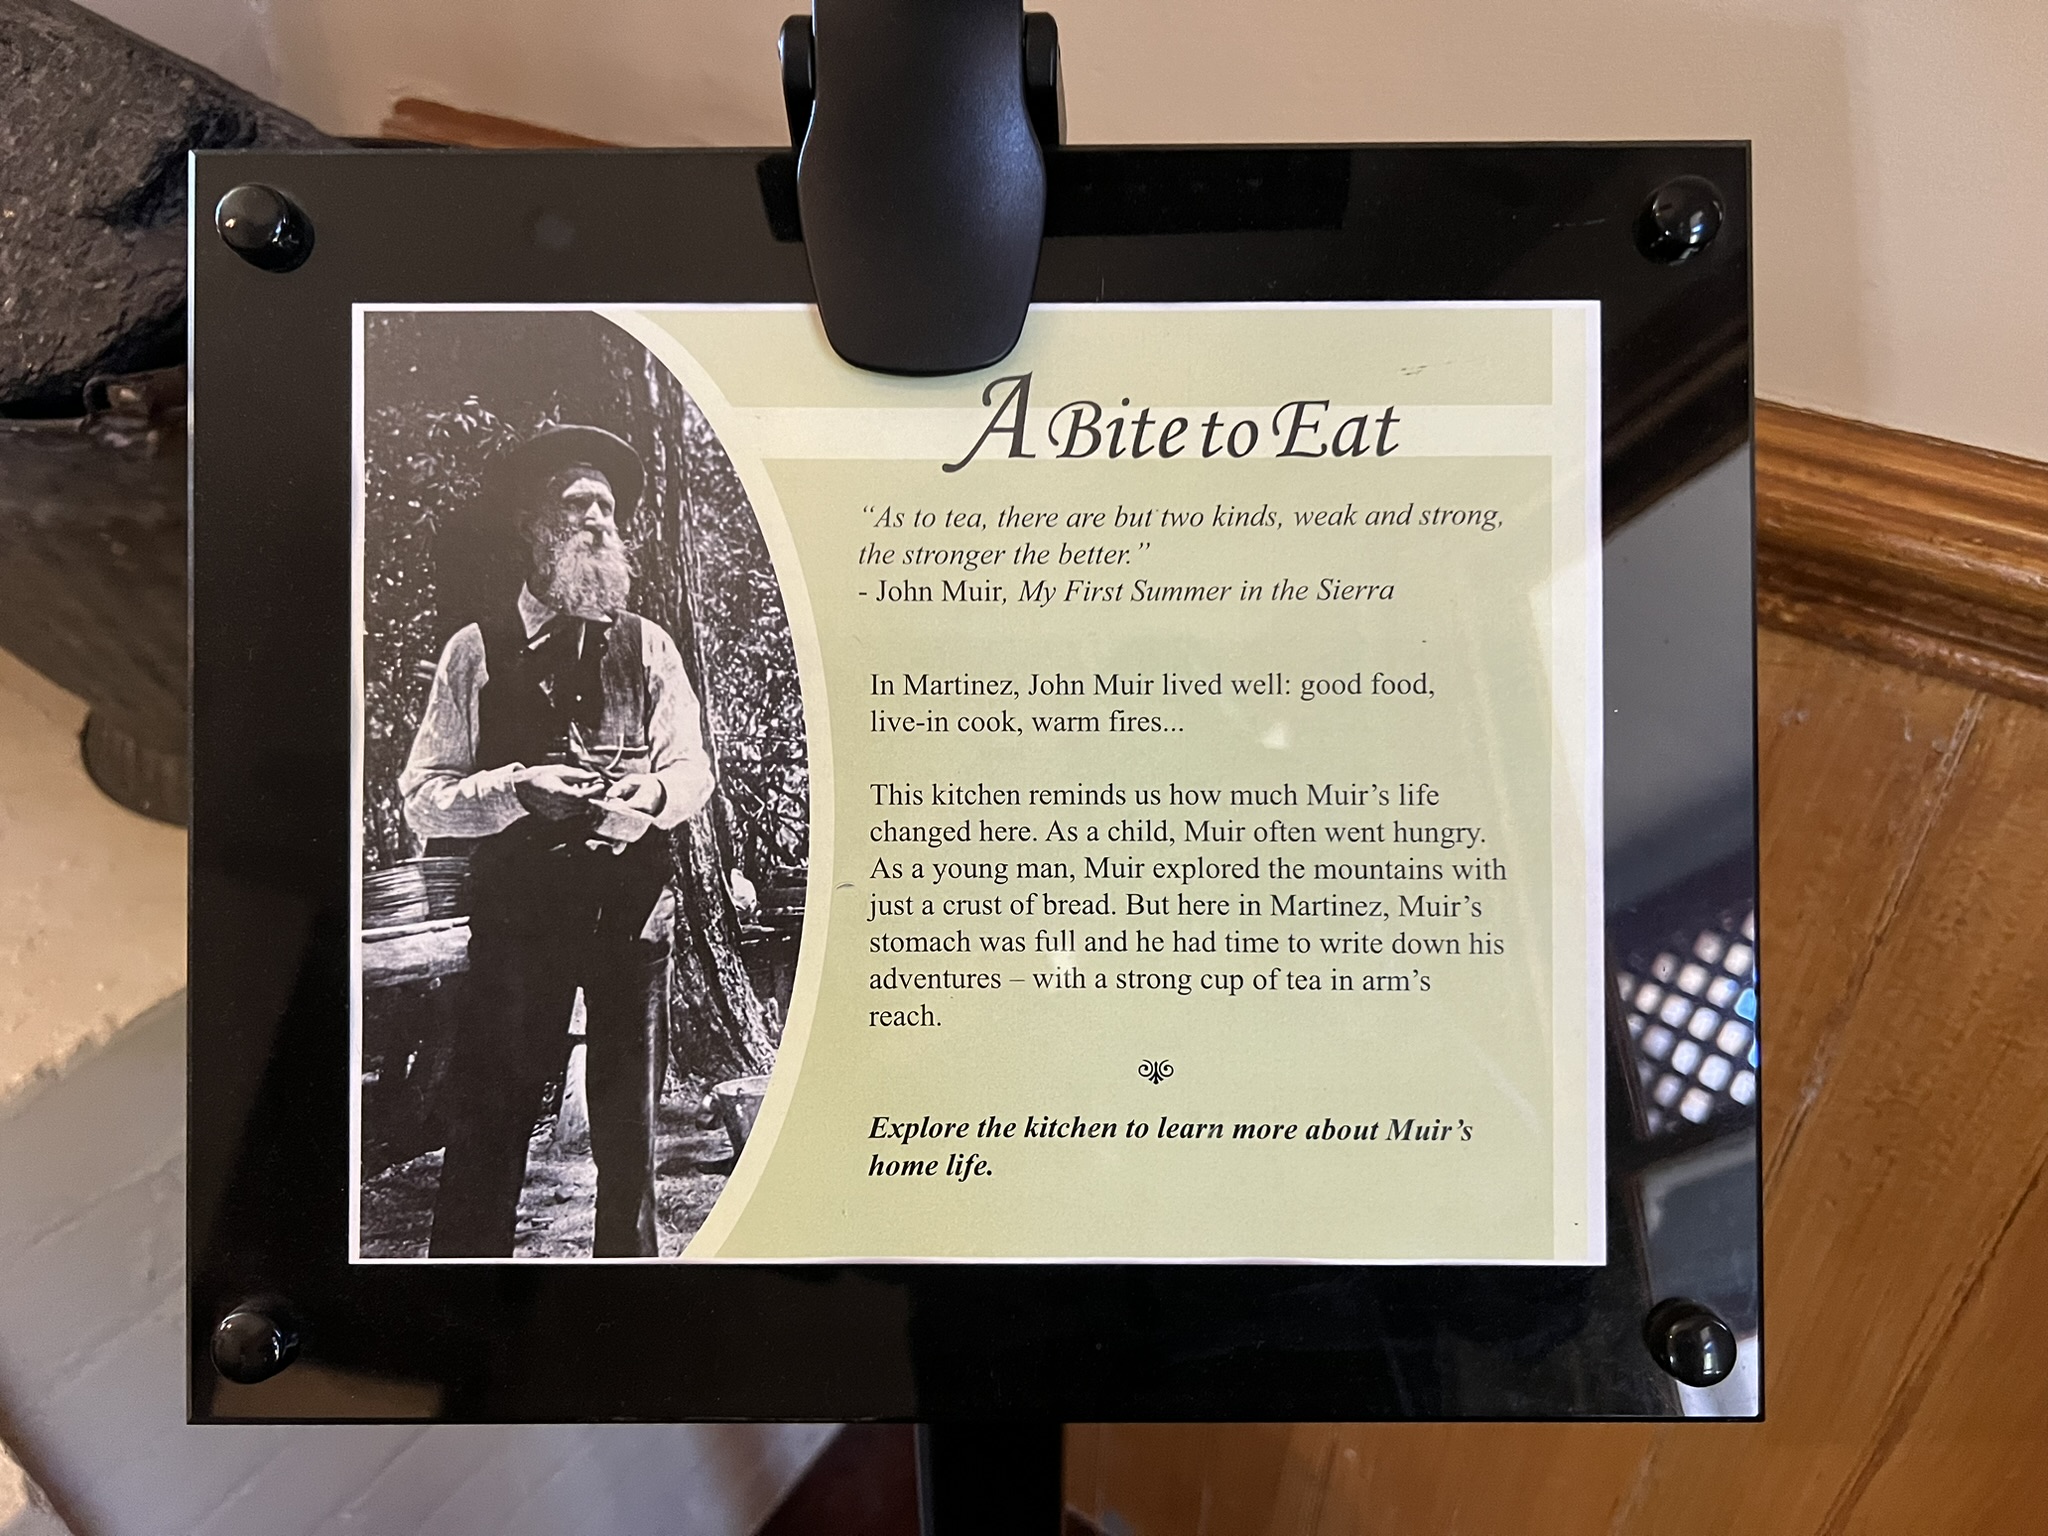 A Bite to Eat
“As to tea, there are but two kinds, weak and strong,
the stronger the better.”
- John Muir, My First Summer in the Sierra
In Martinez, John Muir lived well: good food,
live-in cook, warm fires...
This kitchen reminds us how much Muir’s life
changed here. As a child, Muir often went hungry.
As a young man, Muir explored the mountains with
just a crust of bread. But here in Martinez, Muir’s
stomach was full and he had time to write down his
adventures – with a strong cup of tea in arm’s
reach.
Explore the kitchen to learn more about Muir’s
home life.